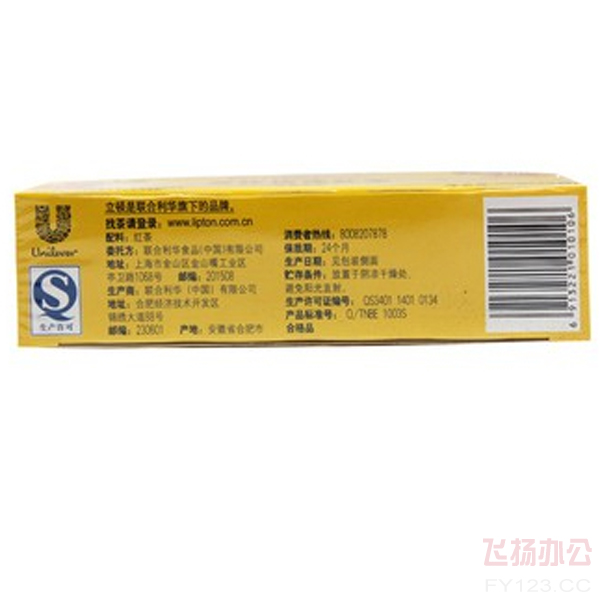 立顿是联合利华旗下的品牌。
找茶请登录：www.lipton.com.cn
配料：红茶
委托方：联合利华食品(中国)有限公司
地址：上海市金山区金山嘴工业区
亭卫路1068号 邮编：201508
生产商：联合利华（中国）有限公司
地址：合肥经济技术开发区
锦绣大道88号
邮编：230601 产地：安徽省合肥市
消费者热线：8008207878
保质期：24个月
生产日期：见包装侧面
贮存条件：放置于阴凉干燥处，
避免阳光直射。
生产许可证编号：QS3401 1401 0134
产品标准号：Q/TNBE 1003S
合格品
Unilever
生产许可
飞扬办公
FY123.CC